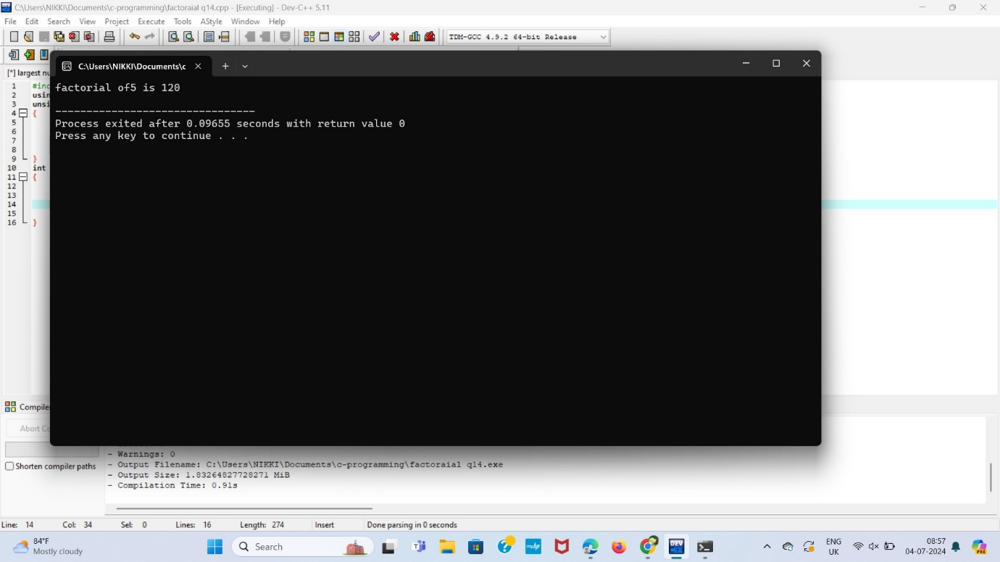 C:\Users\NIKKI\Documents\c-programming\factoraial q14.cpp - [Executing] - Dev-C++ 5.11
File Edit Search View Project Execute Tools AStyle Window Help
TDM-GCC 4.9.2 64-bit Release
C:\Users\NIKKI\Documents\c
[*] largest nu
factorial of5 is 120
--------------------------------
Process exited after 0.09655 seconds with return value 0
Press any key to continue . . .
1 #inc
2 usin
3 unsi
4 {
5
6
7
8
9 }
10 int
11 {
12
13
14
15
16 }
Compiler
Abort Co
Shorten compiler paths
- Warnings: 0
- Output Filename: C:\Users\NIKKI\Documents\c-programming\factoraial q14.exe
- Output Size: 1.83264827728271 MiB
- Compilation Time: 0.91s
Line: 14 Col: 34 Sel: 0 Lines: 16 Length: 274 Insert Done parsing in 0 seconds
84°F
Mostly cloudy
Search
DEV
ENG
UK
08:57
04-07-2024
PRE